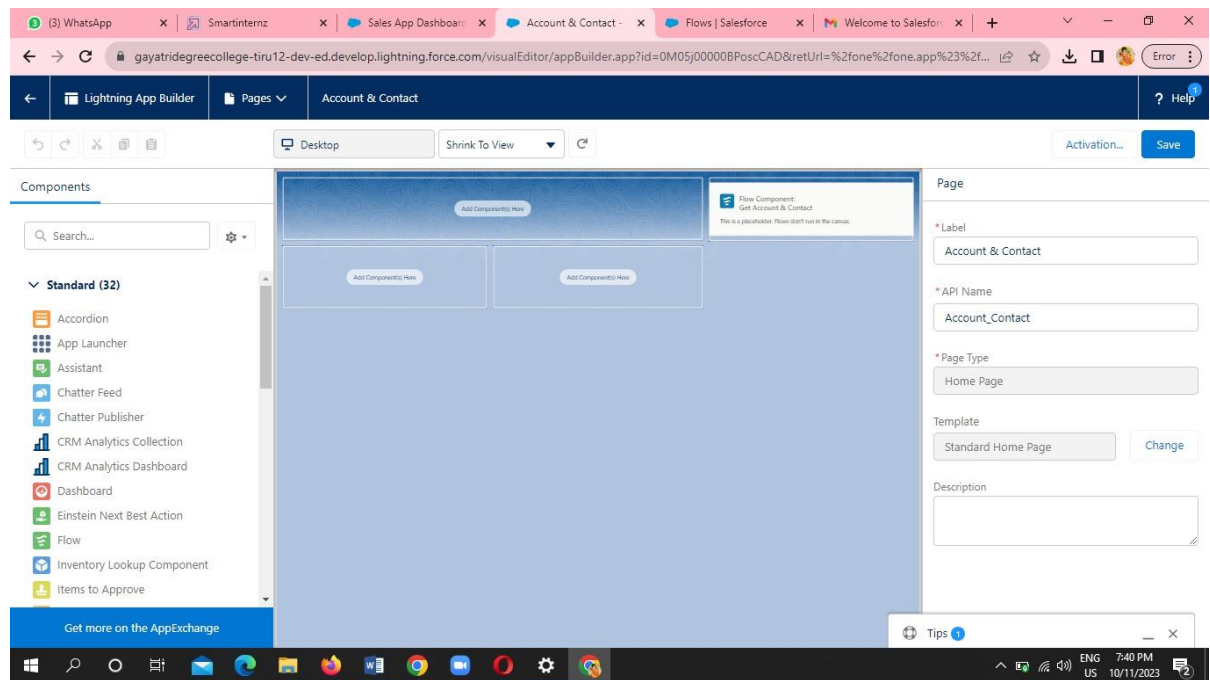 (3) WhatsApp
Smartinternz
Sales App Dashboard
Account & Contact -
Flows | Salesforce
Welcome to Salesforc
gayatridegreecollege-tiru12-dev-ed.develop.lightning.force.com/visualEditor/appBuilder.app?id=0M05j00000BPoscCAD&retUrl=%2fone%2fone.app%23%2f...
Error
Lightning App Builder
Pages
Account & Contact
? Help
1
Desktop
Shrink To View
Activation...
Save
Components
Search...
Standard (32)
Accordion
App Launcher
Assistant
Chatter Feed
Chatter Publisher
CRM Analytics Collection
CRM Analytics Dashboard
Dashboard
Einstein Next Best Action
Flow
Inventory Lookup Component
Items to Approve
Get more on the AppExchange
Add Component(s) Here
Flow Component:
Get Account & Contact
This is a placeholder. Flows don't run in the canvas.
Add Component(s) Here
Add Component(s) Here
Page
* Label
Account & Contact
* API Name
Account_Contact
* Page Type
Home Page
Template
Standard Home Page
Change
Description
Tips 1
ENG
US
7:40 PM
10/11/2023
2